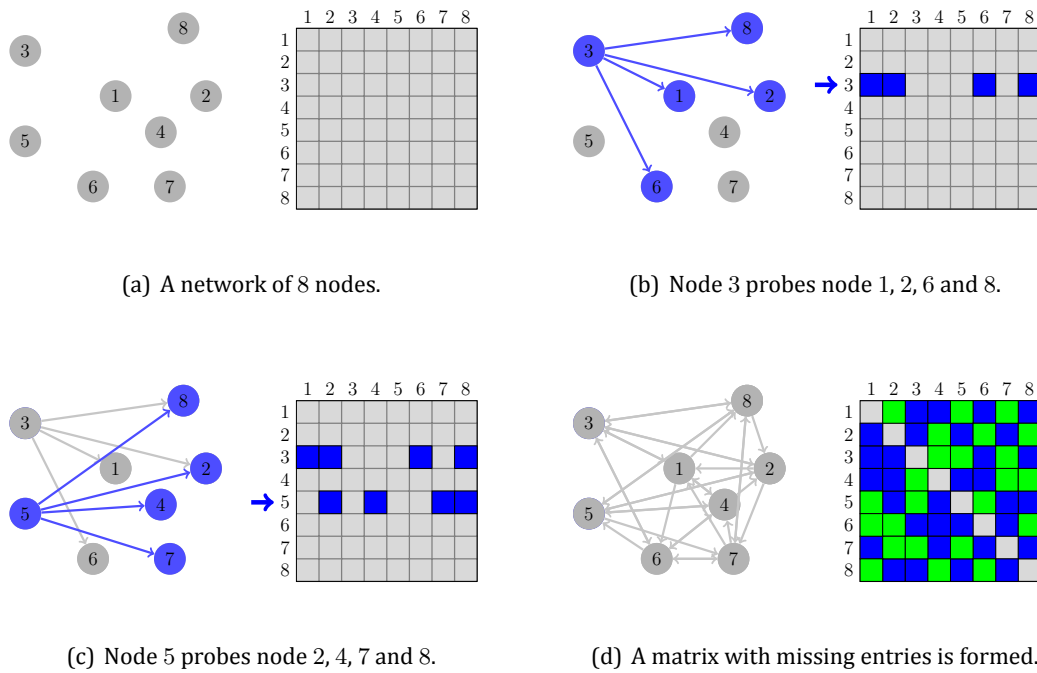 1 2 3 4 5 6 7 8
1 2 3 4 5 6 7 8
3 8 1 2 5 4 6 7
1 2 3 4 5 6 7 8
1 2 3 4 5 6 7 8
3 8 1 2 5 4 6 7
(a) A network of 8 nodes.
(b) Node 3 probes node 1, 2, 6 and 8.
1 2 3 4 5 6 7 8
1 2 3 4 5 6 7 8
3 8 1 2 5 4 6 7
1 2 3 4 5 6 7 8
1 2 3 4 5 6 7 8
3 8 1 2 5 4 6 7
(c) Node 5 probes node 2, 4, 7 and 8.
(d) A matrix with missing entries is formed.